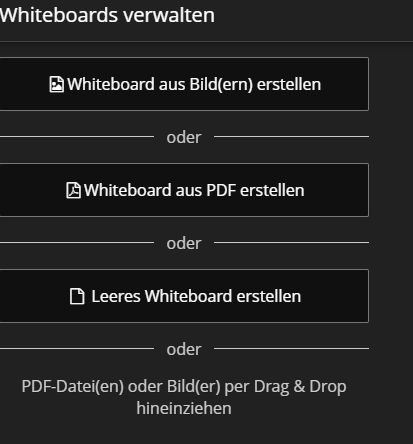 Whiteboards verwalten
Whiteboard aus Bild(ern) erstellen
oder
Whiteboard aus PDF erstellen
oder
Leeres Whiteboard erstellen
oder
PDF-Datei(en) oder Bild(er) per Drag & Drop
hineinziehen